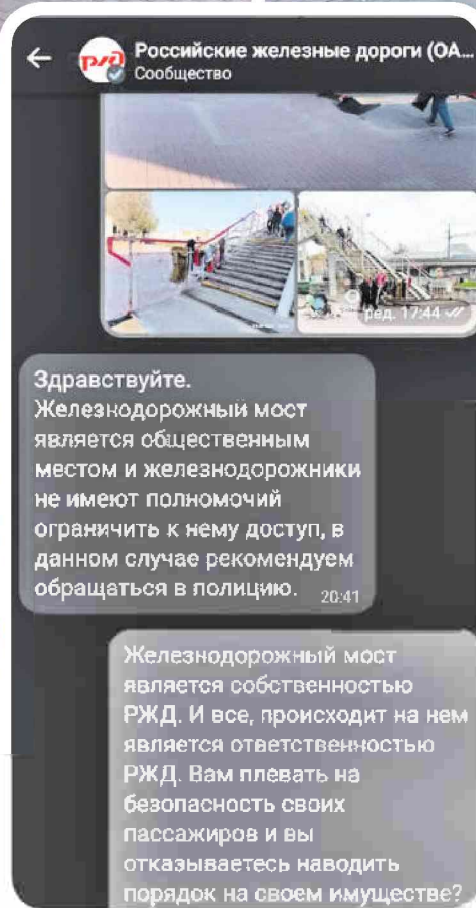 Российские железные дороги (ОА...
ржд
Сообщество
ред. 17:44
Здравствуйте.
Железнодорожный мост
является общественным
местом и железнодорожники
не имеют полномочий
ограничить к нему доступ, в
данном случае рекомендуем
обращаться в полицию.
20:41
Железнодорожный мост
является собственностью
РЖД. И все, происходит на нем
является ответственностью
РЖД. Вам плевать на
безопасность своих
пассажиров и вы
отказываетесь наводить
порядок на своем имуществе?